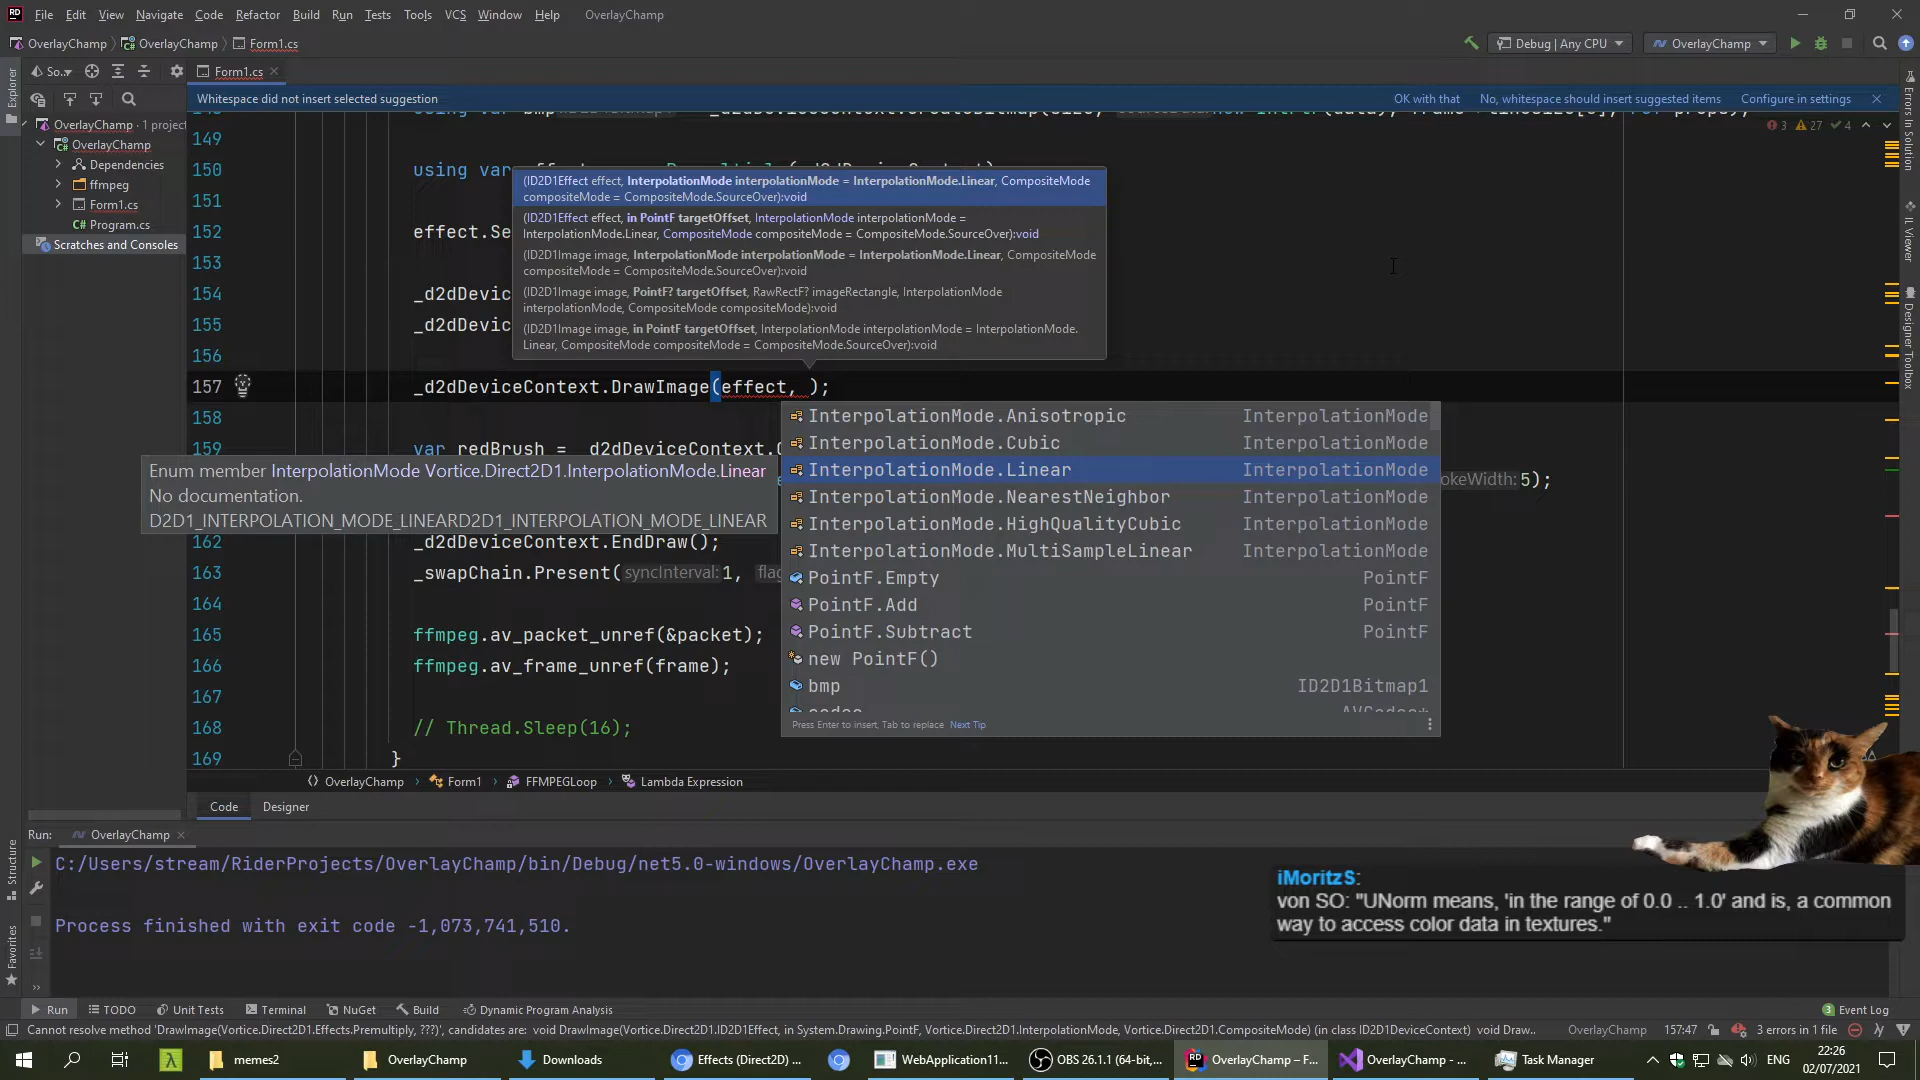 File Edit View Navigate Code Refactor Build Run Tests Tools VCS Window Help OverlayChamp
OverlayChamp OverlayChamp Form1.cs Debug | Any CPU OverlayChamp
So.. Form1.cs
Whitespace did not insert selected suggestion OK with that No, whitespace should insert suggested items Configure in settings
3 27 4
Explorer
OverlayChamp · 1 project
OverlayChamp
Dependencies
ffmpeg
Form1.cs
Program.cs
Scratches and Consoles
149
150 using var
151
152 effect.Se
153
154 _d2dDevic
155 _d2dDevic
156
157 _d2dDeviceContext.DrawImage(effect, );
158
159 var redBrush = _d2dDeviceContext.
okeWidth: 5);
162 _d2dDeviceContext.EndDraw();
163 _swapChain.Present( syncInterval: 1, flag
164
165 ffmpeg.av_packet_unref(&packet);
166 ffmpeg.av_frame_unref(frame);
167
168 // Thread.Sleep(16);
169 }
(ID2D1Effect effect, InterpolationMode interpolationMode = InterpolationMode.Linear, CompositeMode
compositeMode = CompositeMode.SourceOver):void
(ID2D1Effect effect, in PointF targetOffset, InterpolationMode interpolationMode =
InterpolationMode.Linear, CompositeMode compositeMode = CompositeMode.SourceOver):void
(ID2D1Image image, InterpolationMode interpolationMode = InterpolationMode.Linear, CompositeMode
compositeMode = CompositeMode.SourceOver):void
(ID2D1Image image, PointF? targetOffset, RawRectF? imageRectangle, InterpolationMode
interpolationMode, CompositeMode compositeMode):void
(ID2D1Image image, in PointF targetOffset, InterpolationMode interpolationMode = InterpolationMode.
Linear, CompositeMode compositeMode = CompositeMode.SourceOver):void
Enum member InterpolationMode Vortice.Direct2D1.InterpolationMode.Linear
No documentation.
D2D1_INTERPOLATION_MODE_LINEARD2D1_INTERPOLATION_MODE_LINEAR
InterpolationMode.Anisotropic InterpolationMode
InterpolationMode.Cubic InterpolationMode
InterpolationMode.Linear InterpolationMode
InterpolationMode.NearestNeighbor InterpolationMode
InterpolationMode.HighQualityCubic InterpolationMode
InterpolationMode.MultiSampleLinear InterpolationMode
PointF.Empty PointF
PointF.Add PointF
PointF.Subtract PointF
new PointF()
bmp ID2D1Bitmap1
Press Enter to insert, Tab to replace Next Tip
Errors In Solution
IL Viewer
Designer Toolbox
OverlayChamp Form1 FFMPEGLoop Lambda Expression
Code Designer
Run: OverlayChamp
C:/Users/stream/RiderProjects/OverlayChamp/bin/Debug/net5.0-windows/OverlayChamp.exe
Process finished with exit code -1,073,741,510.
Structure
Favorites
iMoritzS:
von SO: "UNorm means, 'in the range of 0.0 .. 1.0' and is, a common
way to access color data in textures."
Run TODO Unit Tests Terminal NuGet Build Dynamic Program Analysis 3 Event Log
Cannot resolve method 'DrawImage(Vortice.Direct2D1.Effects.Premultiply, ???)', candidates are: void DrawImage(Vortice.Direct2D1.ID2D1Effect, in System.Drawing.PointF, Vortice.Direct2D1.InterpolationMode, Vortice.Direct2D1.CompositeMode) (in class ID2D1DeviceContext) void Draw.. OverlayChamp 157:47 3 errors in 1 file
memes2 OverlayChamp Downloads Effects (Direct2D) ... WebApplication11... OBS 26.1.1 (64-bit,... OverlayChamp – F... OverlayChamp - ... Task Manager ENG 22:26
02/07/2021